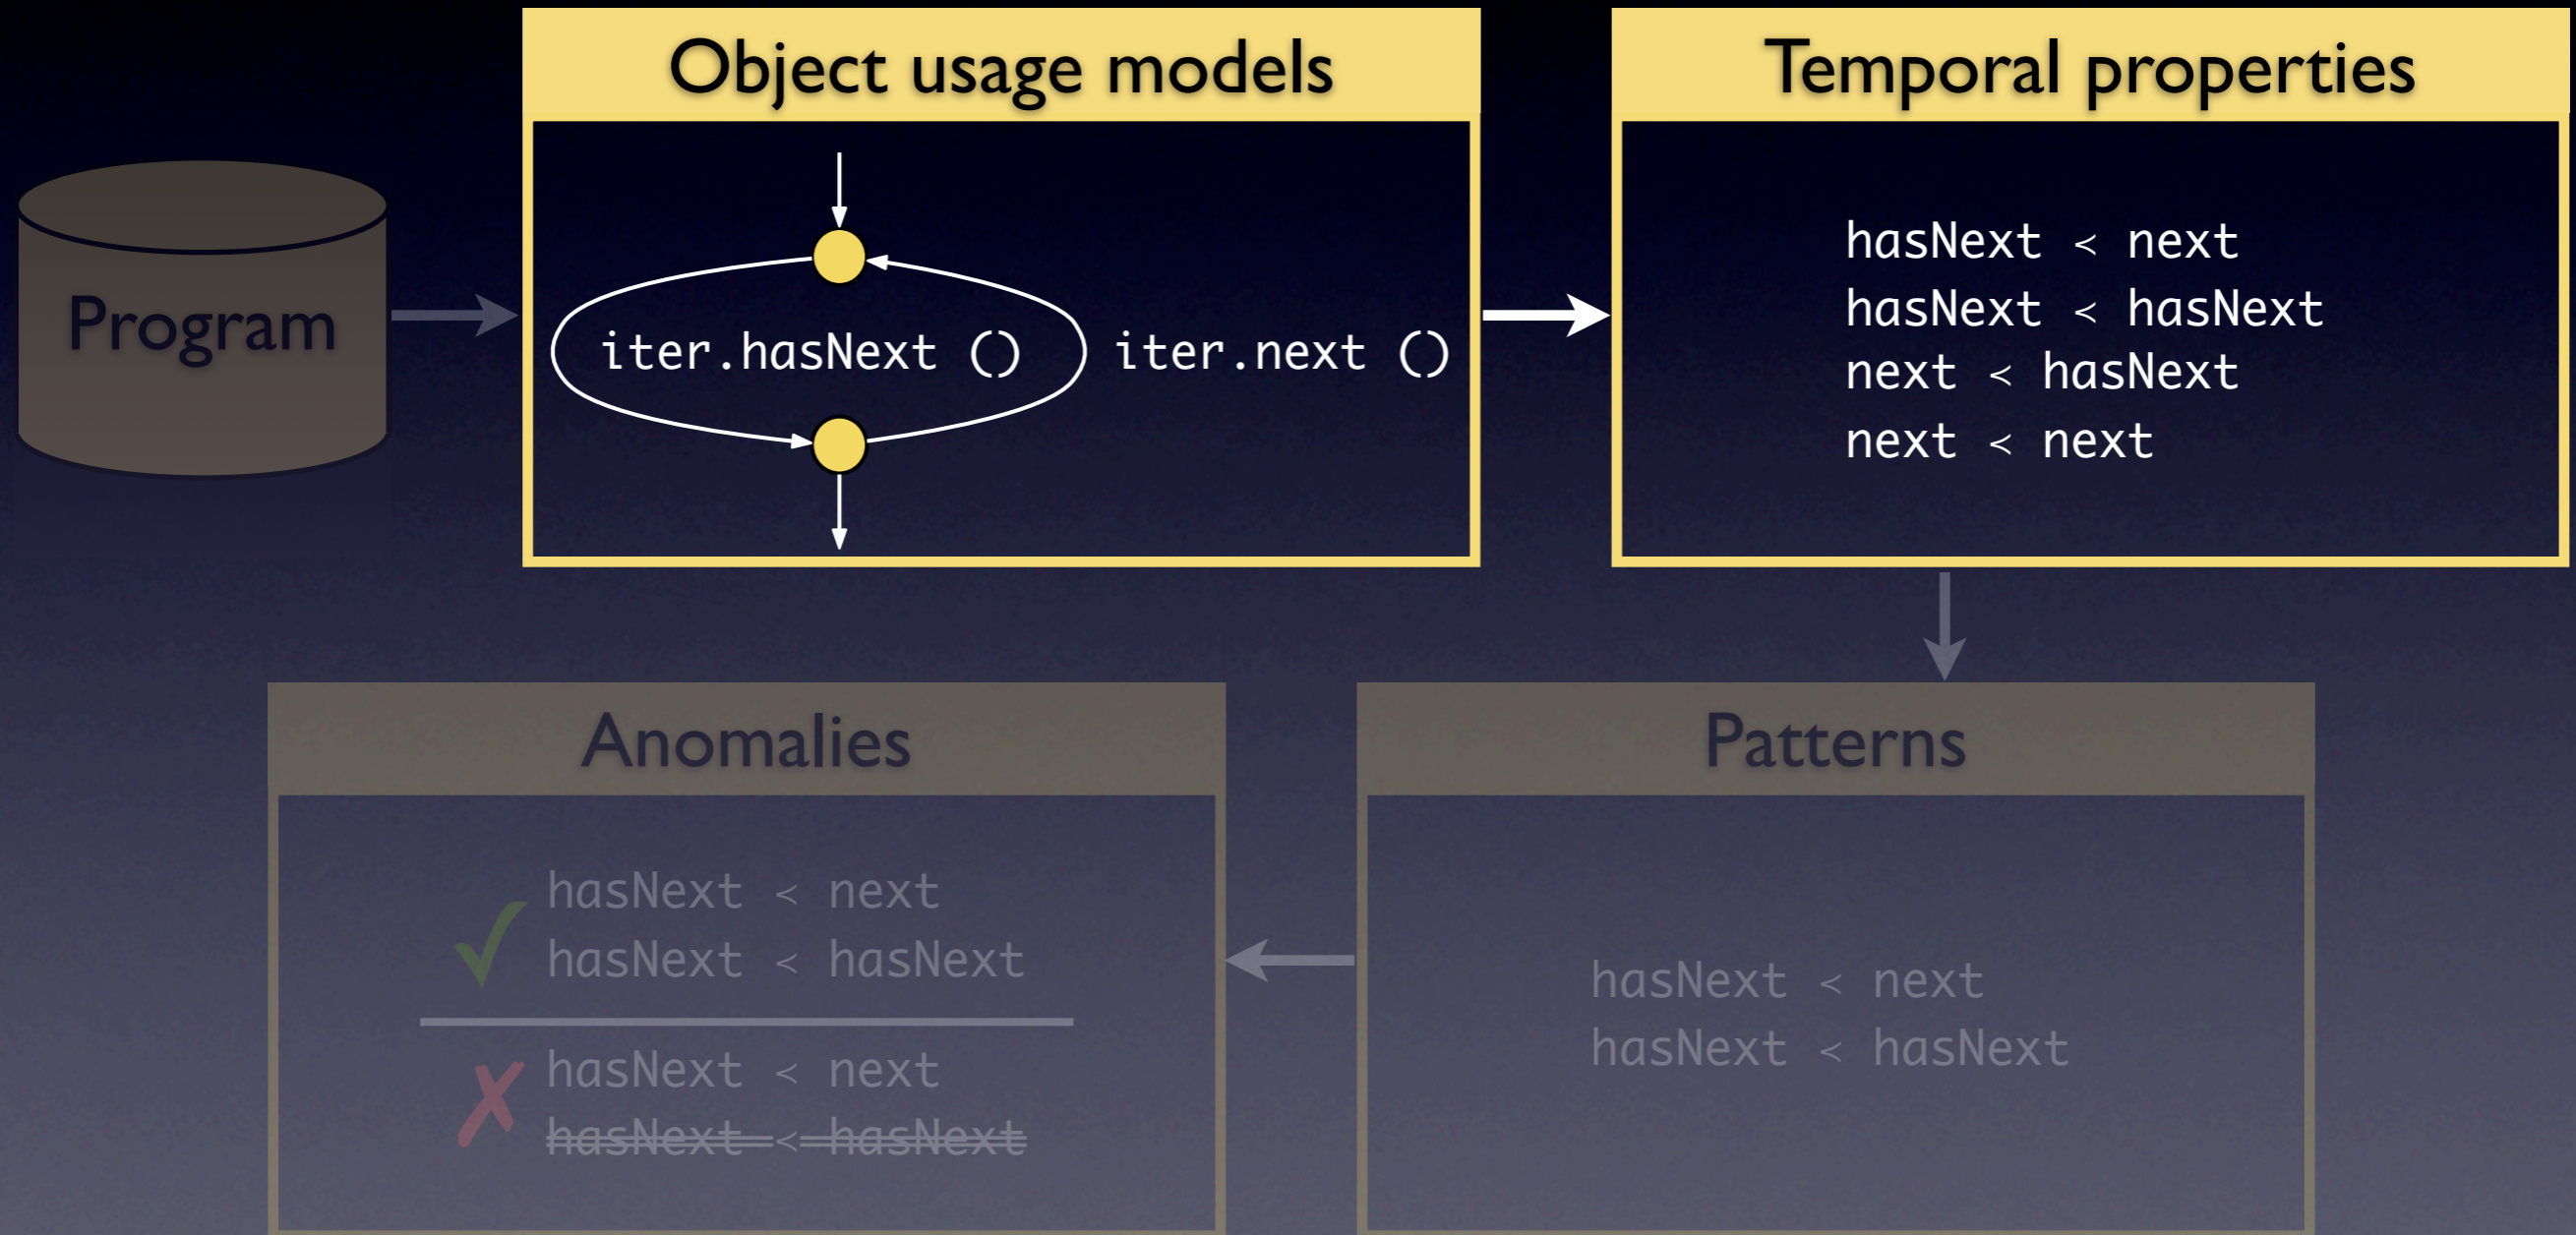 Object usage models
Temporal properties
Program
iter.hasNext ()
iter.next ()
hasNext < next
hasNext < hasNext
next < hasNext
next < next
Anomalies
Patterns
✓
hasNext < next
hasNext < hasNext
✗
hasNext < next
hasNext < hasNext
hasNext < next
hasNext < hasNext